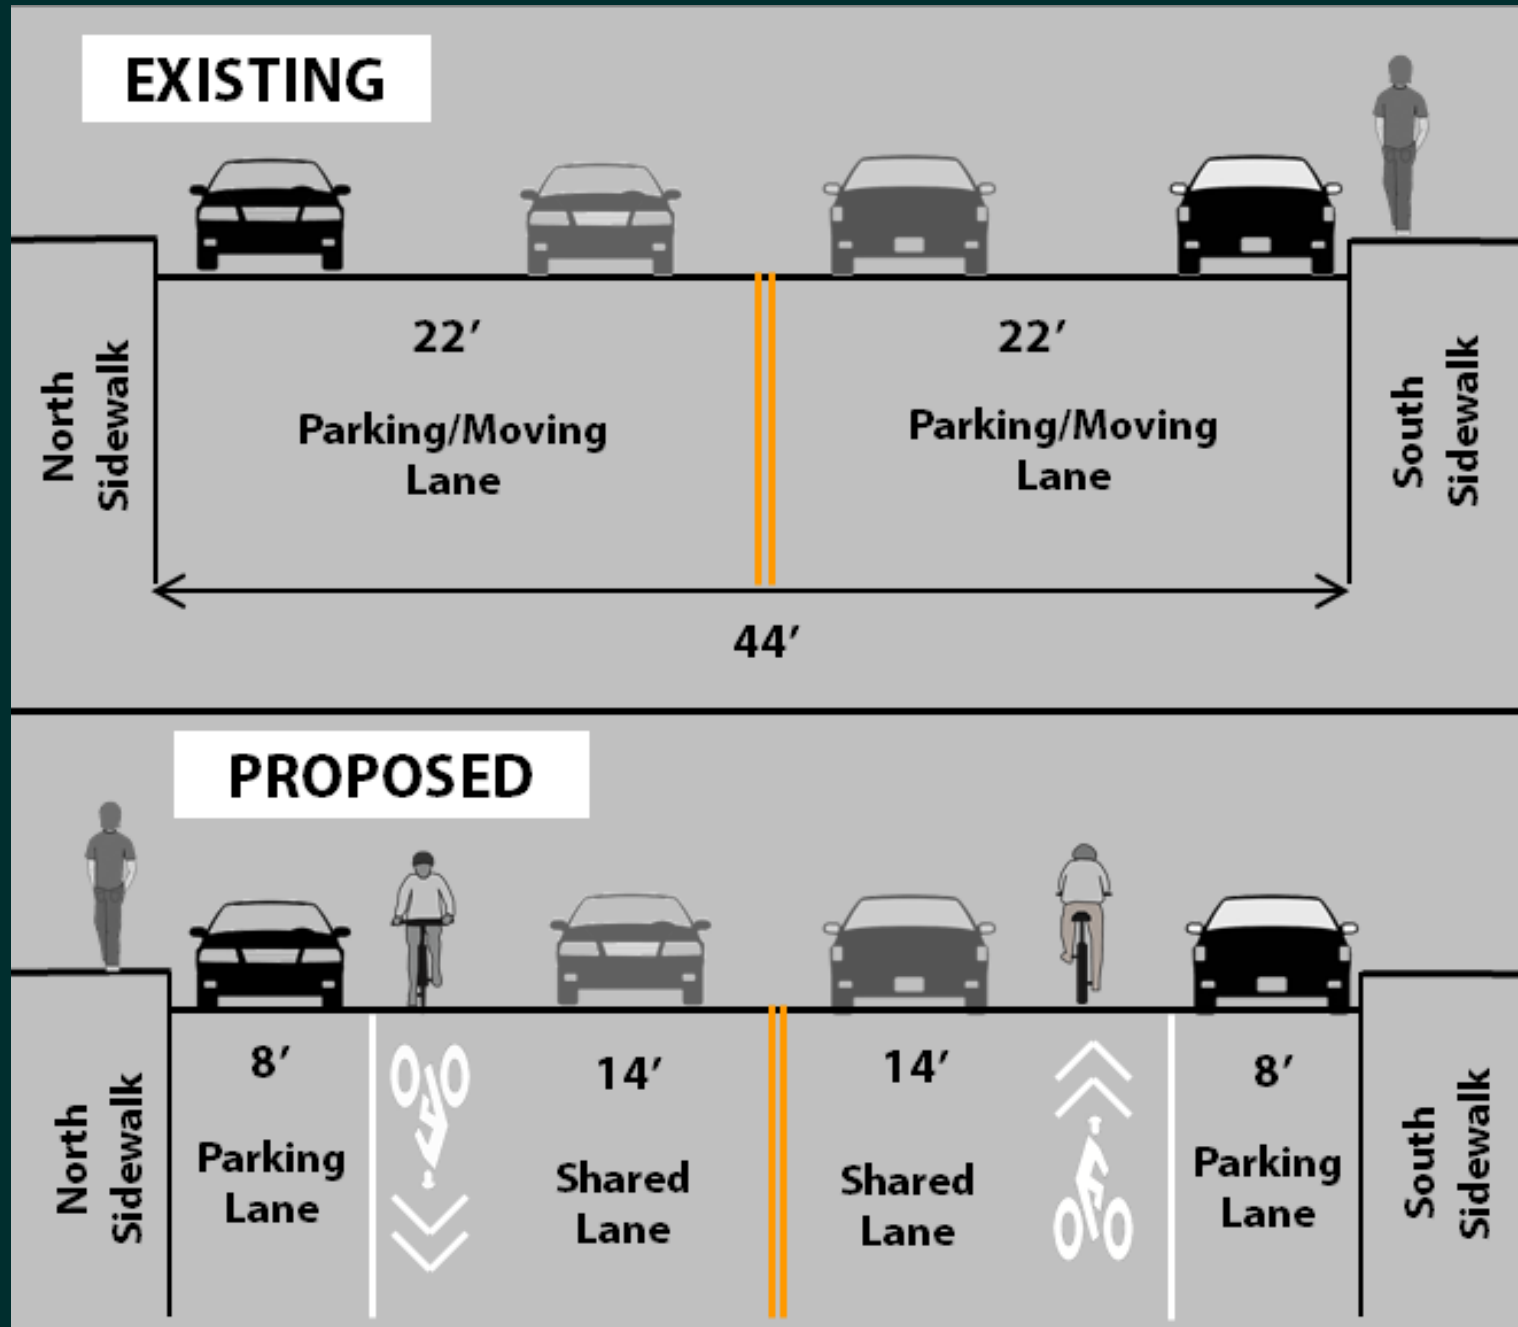 EXISTING
22′
22′
Parking/Moving
Lane
Parking/Moving
Lane
North
Sidewalk
South
Sidewalk
44′
PROPOSED
8′
14′
14′
8′
Parking
Lane
Shared
Lane
Shared
Lane
Parking
Lane
North
Sidewalk
South
Sidewalk